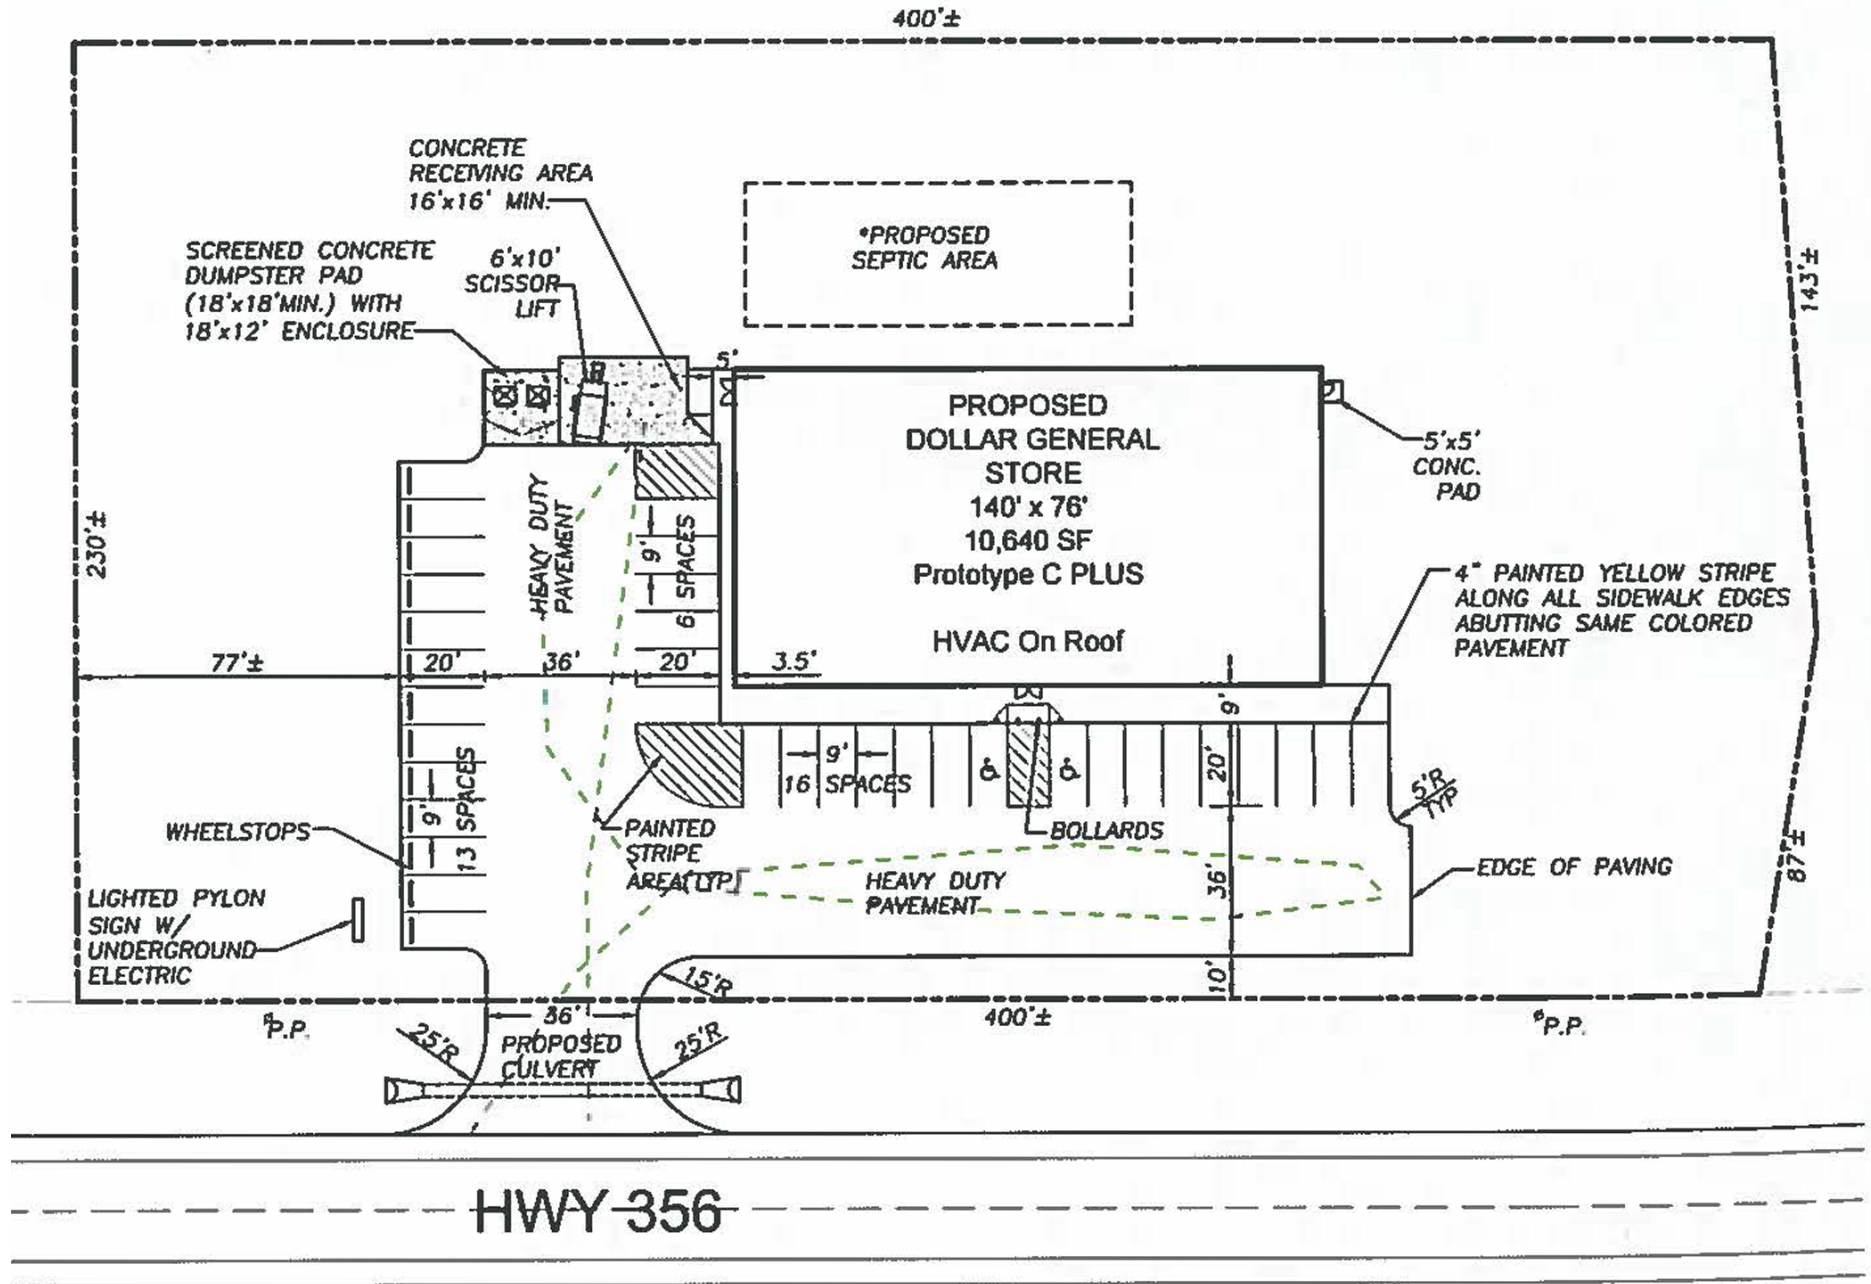 400'±
CONCRETE
RECEIVING AREA
16'x16' MIN.
SCREENED CONCRETE
DUMPSTER PAD
(18'x18'MIN.) WITH
18'x12' ENCLOSURE
6'x10'
SCISSOR
LIFT
*PROPOSED
SEPTIC AREA
143'±
5'
PROPOSED
DOLLAR GENERAL
STORE
140' x 76'
10,640 SF
Prototype C PLUS
HVAC On Roof
5'x5'
CONC.
PAD
230'±
HEAVY DUTY
PAVEMENT
9'
6 SPACES
4" PAINTED YELLOW STRIPE
ALONG ALL SIDEWALK EDGES
ABUTTING SAME COLORED
PAVEMENT
77'±
20'
36'
20'
3.5'
9'
9'
16 SPACES
20'
5'R
TYP
9'
13 SPACES
WHEELSTOPS
PAINTED
STRIPE
AREA(TYP)
BOLLARDS
87'±
EDGE OF PAVING
HEAVY DUTY
PAVEMENT
36'
LIGHTED PYLON
SIGN W/
UNDERGROUND
ELECTRIC
15'R
10'
P.P.
36'
400'±
P.P.
25'R
PROPOSED
CULVERT
25'R
HWY 356